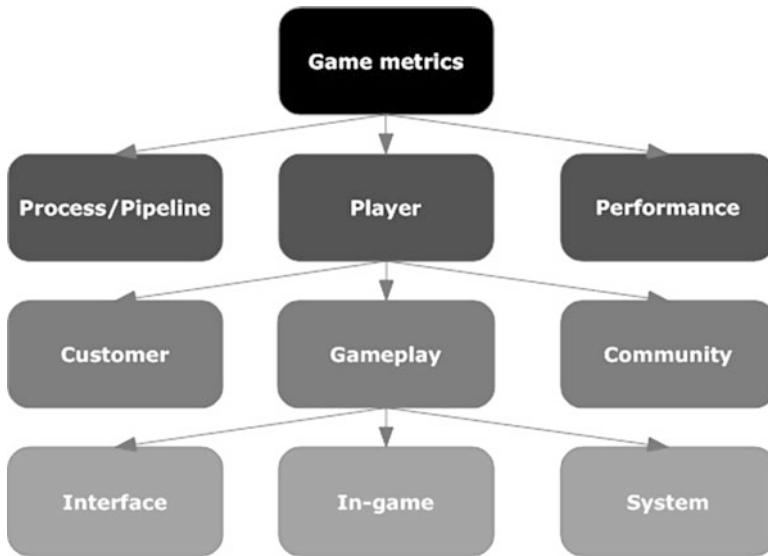 Game metrics
Process/Pipeline
Player
Performance
Customer
Gameplay
Community
Interface
In-game
System